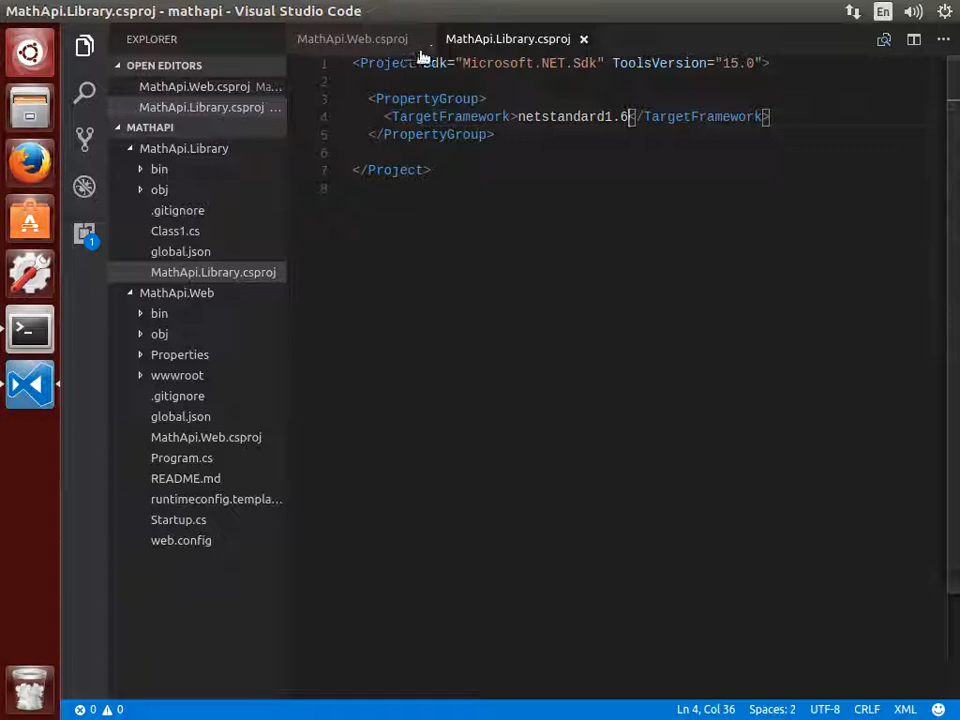 MathApi.Library.csproj - mathapi - Visual Studio Code
En
EXPLORER
OPEN EDITORS
MathApi.Web.csproj Ma...
MathApi.Library.csproj ...
MATHAPI
MathApi.Library
bin
obj
.gitignore
Class1.cs
global.json
MathApi.Library.csproj
MathApi.Web
bin
obj
Properties
wwwroot
.gitignore
global.json
MathApi.Web.csproj
Program.cs
README.md
runtimeconfig.templa...
Startup.cs
web.config
1
MathApi.Web.csproj
MathApi.Library.csproj
1 <Project Sdk="Microsoft.NET.Sdk" ToolsVersion="15.0">
2
3 <PropertyGroup>
4 <TargetFramework>netstandard1.6</TargetFramework>
5 </PropertyGroup>
6
7 </Project>
8
0 0
Ln 4, Col 36
Spaces: 2
UTF-8
CRLF
XML